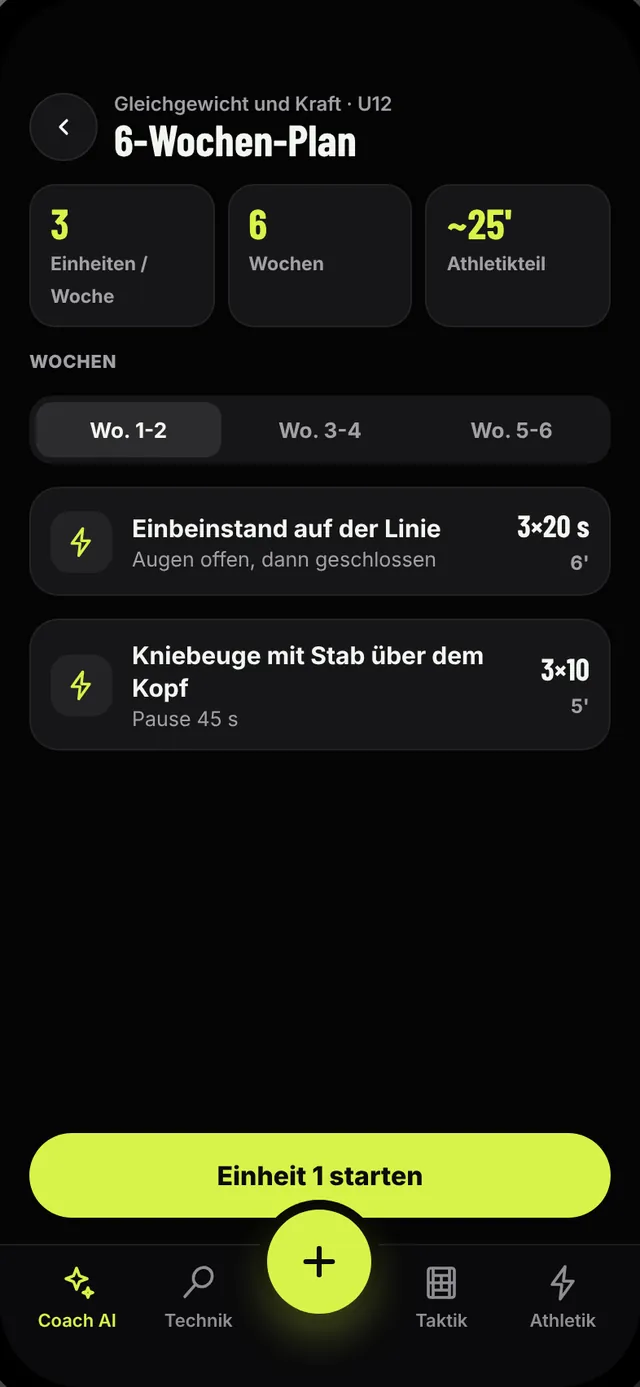 Gleichgewicht und Kraft · U12
6-Wochen-Plan
3
Einheiten /
Woche
6
Wochen
~25'
Athletikteil
WOCHEN
Wo. 1-2
Wo. 3-4
Wo. 5-6
Einbeinstand auf der Linie
Augen offen, dann geschlossen
3×20 s
6'
Kniebeuge mit Stab über dem
Kopf
Pause 45 s
3×10
5'
Einheit 1 starten
Coach AI
Technik
Taktik
Athletik